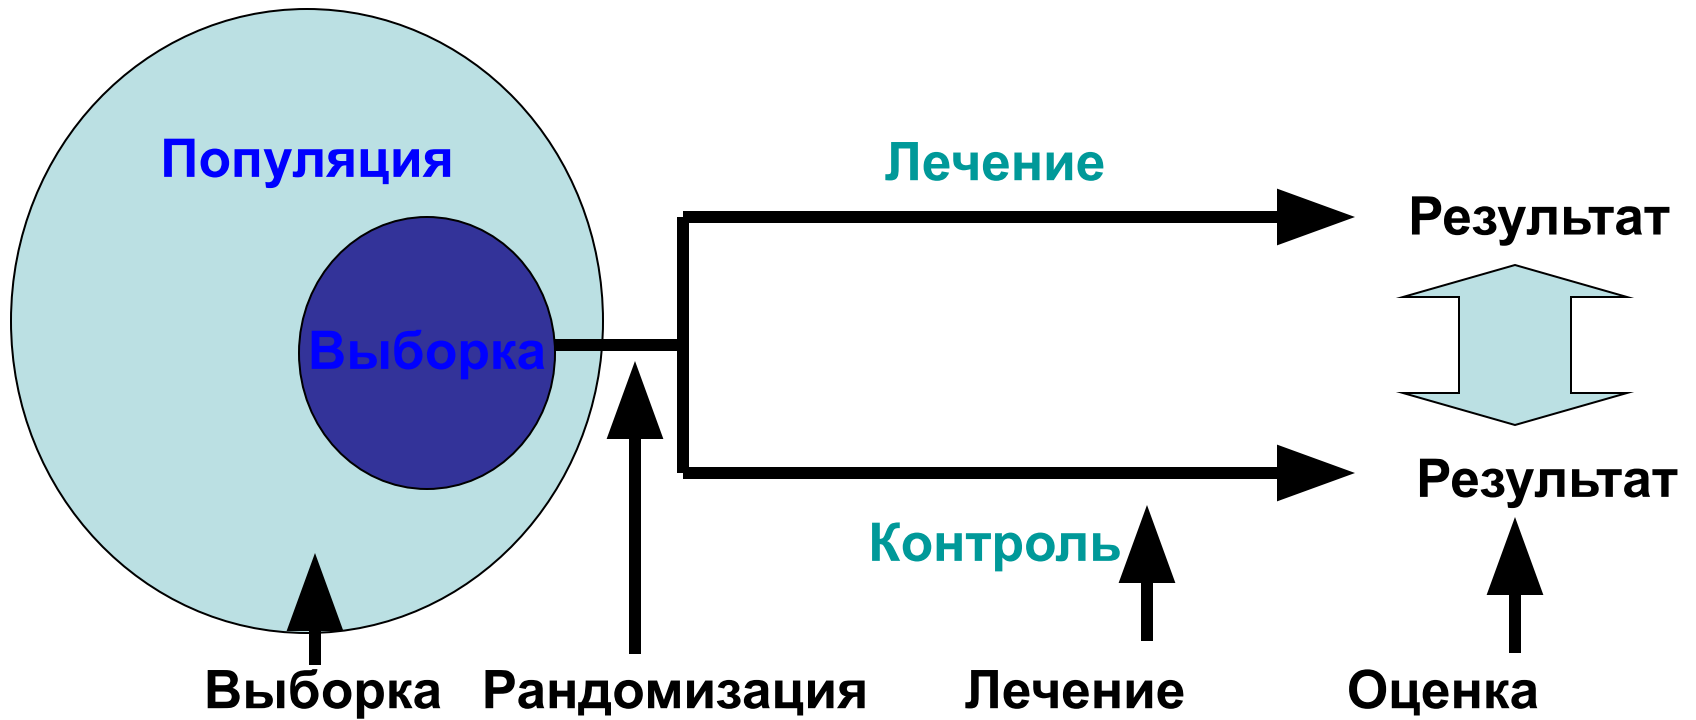 Популяция
Лечение
Результат
Выборка
Результат
Контроль
Выборка Рандомизация Лечение Оценка